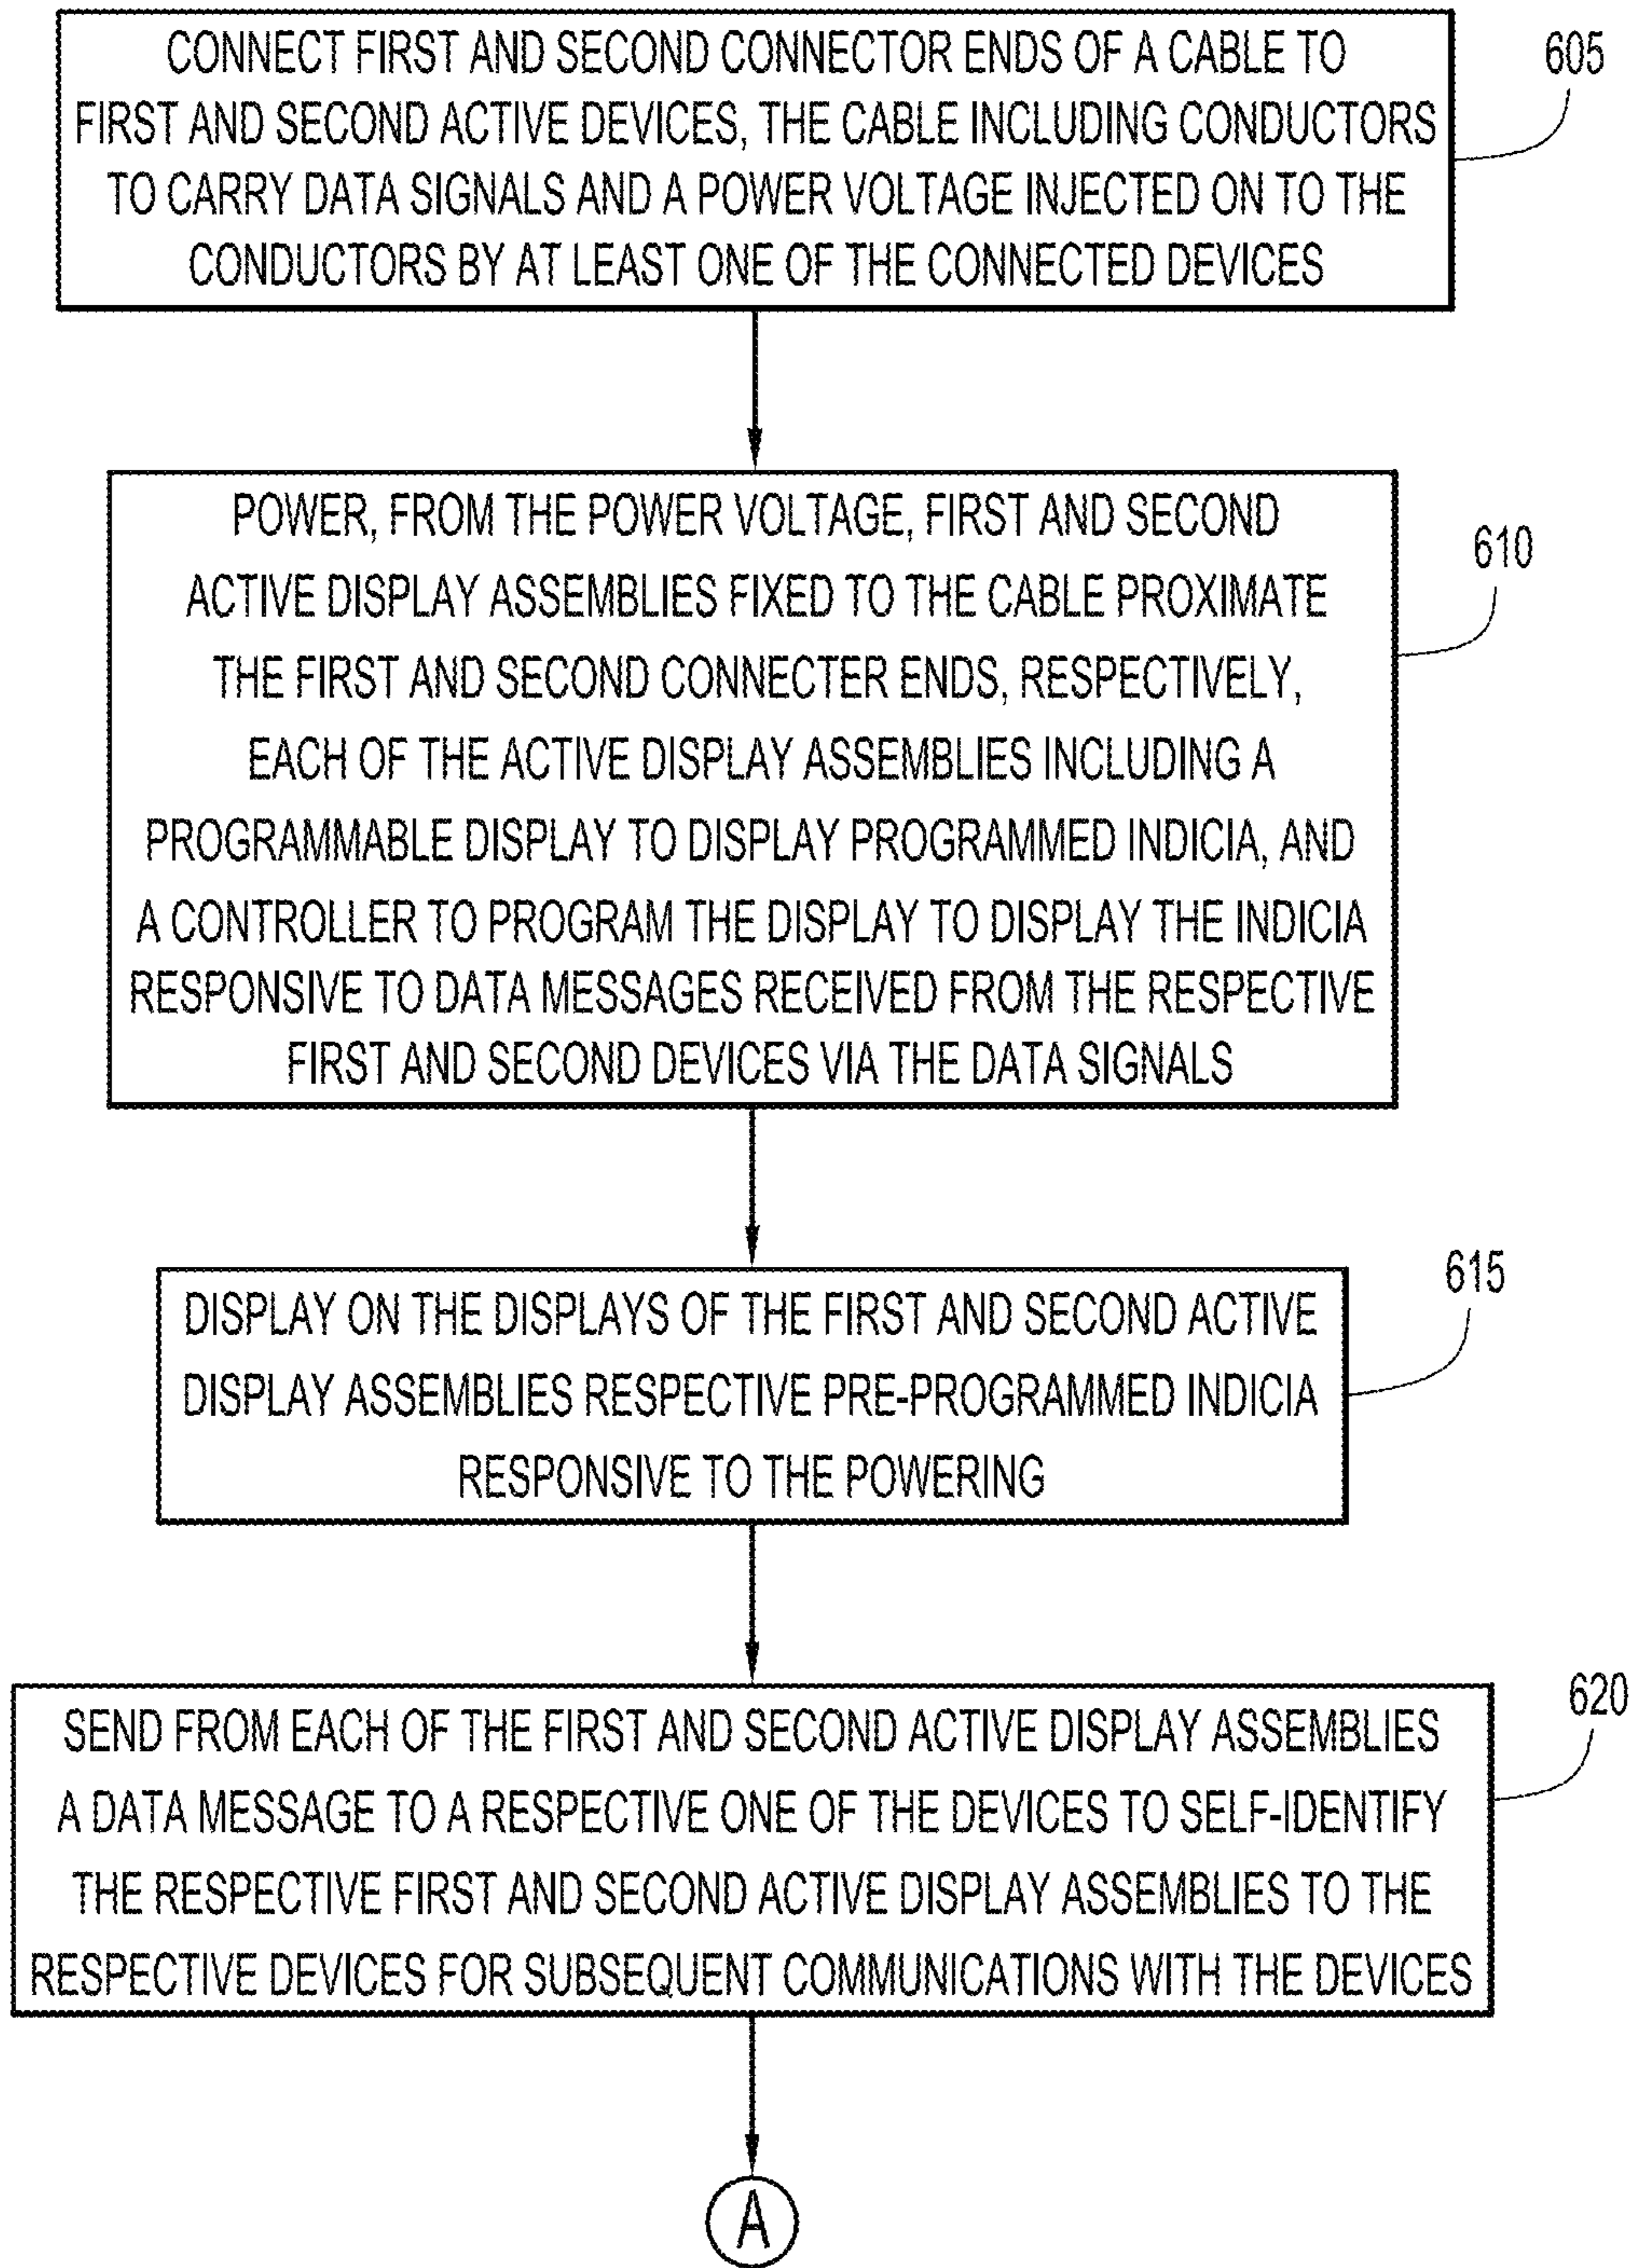 CONNECT FIRST AND SECOND CONNECTOR ENDS OF A CABLE TO
FIRST AND SECOND ACTIVE DEVICES, THE CABLE INCLUDING CONDUCTORS
TO CARRY DATA SIGNALS AND A POWER VOLTAGE INJECTED ON TO THE
CONDUCTORS BY AT LEAST ONE OF THE CONNECTED DEVICES
605
POWER, FROM THE POWER VOLTAGE, FIRST AND SECOND
ACTIVE DISPLAY ASSEMBLIES FIXED TO THE CABLE PROXIMATE
THE FIRST AND SECOND CONNECTER ENDS, RESPECTIVELY,
EACH OF THE ACTIVE DISPLAY ASSEMBLIES INCLUDING A
PROGRAMMABLE DISPLAY TO DISPLAY PROGRAMMED INDICIA, AND
A CONTROLLER TO PROGRAM THE DISPLAY TO DISPLAY THE INDICIA
RESPONSIVE TO DATA MESSAGES RECEIVED FROM THE RESPECTIVE
FIRST AND SECOND DEVICES VIA THE DATA SIGNALS
610
DISPLAY ON THE DISPLAYS OF THE FIRST AND SECOND ACTIVE
DISPLAY ASSEMBLIES RESPECTIVE PRE-PROGRAMMED INDICIA
RESPONSIVE TO THE POWERING
615
SEND FROM EACH OF THE FIRST AND SECOND ACTIVE DISPLAY ASSEMBLIES
A DATA MESSAGE TO A RESPECTIVE ONE OF THE DEVICES TO SELF-IDENTIFY
THE RESPECTIVE FIRST AND SECOND ACTIVE DISPLAY ASSEMBLIES TO THE
RESPECTIVE DEVICES FOR SUBSEQUENT COMMUNICATIONS WITH THE DEVICES
620
A